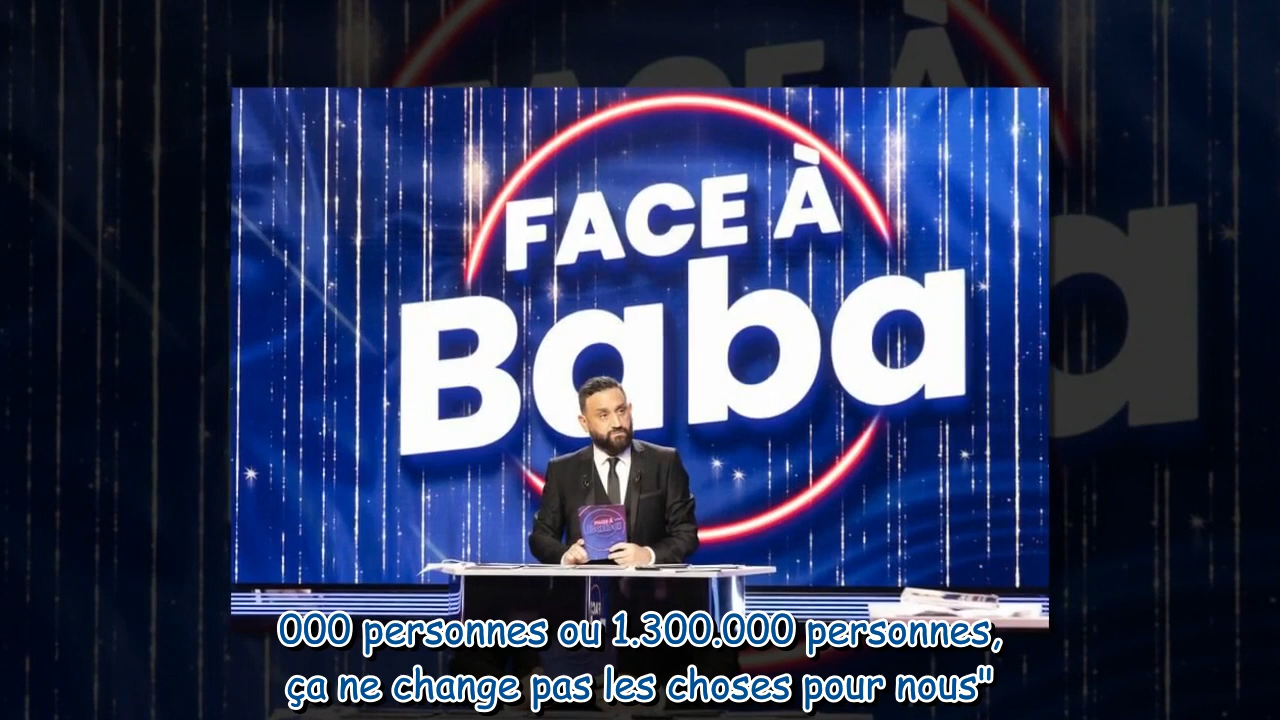 FACE À
Baba
000 personnes ou 1.300.000 personnes,
ça ne change pas les choses pour nous"